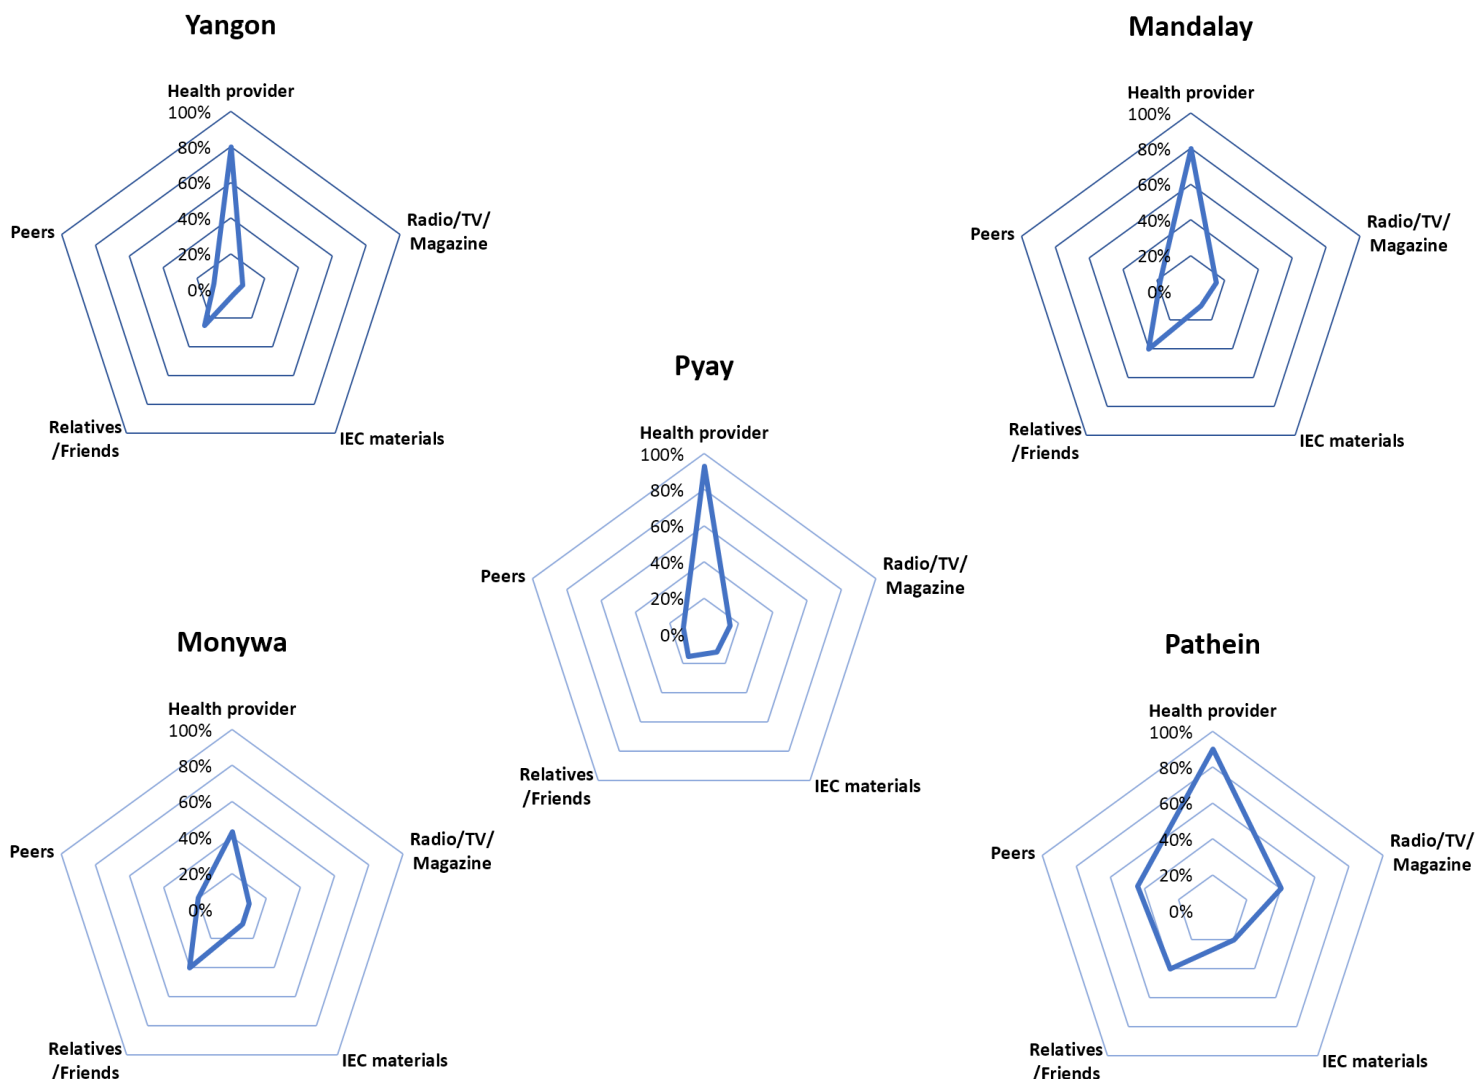 Yangon
Health provider
100%
80%
60%
40%
20%
0%
Radio/TV/
Magazine
IEC materials
Relatives
/Friends
Peers
Mandalay
Health provider
100%
80%
60%
40%
20%
0%
Radio/TV/
Magazine
IEC materials
Relatives
/Friends
Peers
Pyay
Health provider
100%
80%
60%
40%
20%
0%
Radio/TV/
Magazine
IEC materials
Relatives
/Friends
Peers
Monywa
Health provider
100%
80%
60%
40%
20%
0%
Radio/TV/
Magazine
IEC materials
Relatives
/Friends
Peers
Pathein
Health provider
100%
80%
60%
40%
20%
0%
Radio/TV/
Magazine
IEC materials
Relatives
/Friends
Peers